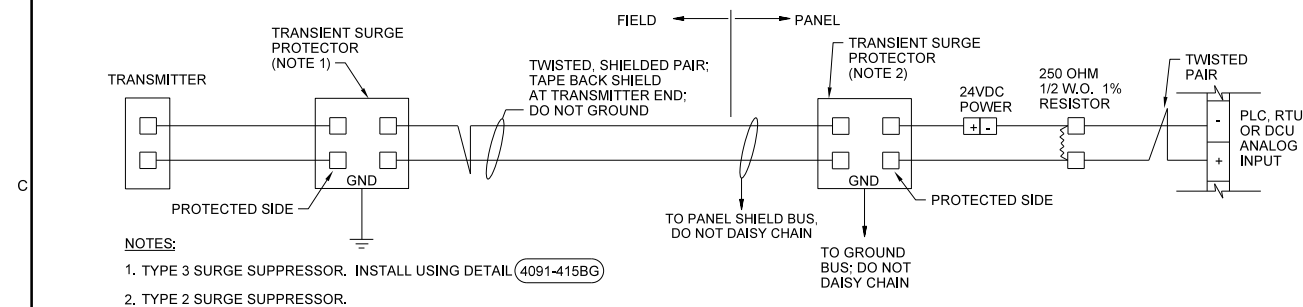 FIELD
PANEL
TRANSIENT SURGE
PROTECTOR
(NOTE 1)
TRANSMITTER
TWISTED, SHIELDED PAIR;
TAPE BACK SHIELD
AT TRANSMITTER END;
DO NOT GROUND
TRANSIENT SURGE
PROTECTOR
(NOTE 2)
24VDC
POWER
+ -
250 OHM
1/2 W.O. 1%
RESISTOR
TWISTED
PAIR
-
+
PLC, RTU
OR DCU
ANALOG
INPUT
C
GND
PROTECTED SIDE
TO PANEL SHIELD BUS,
DO NOT DAISY CHAIN
GND
PROTECTED SIDE
TO GROUND
BUS; DO NOT
DAISY CHAIN
NOTES:
1. TYPE 3 SURGE SUPPRESSOR. INSTALL USING DETAIL 4091-415BG
2. TYPE 2 SURGE SUPPRESSOR.